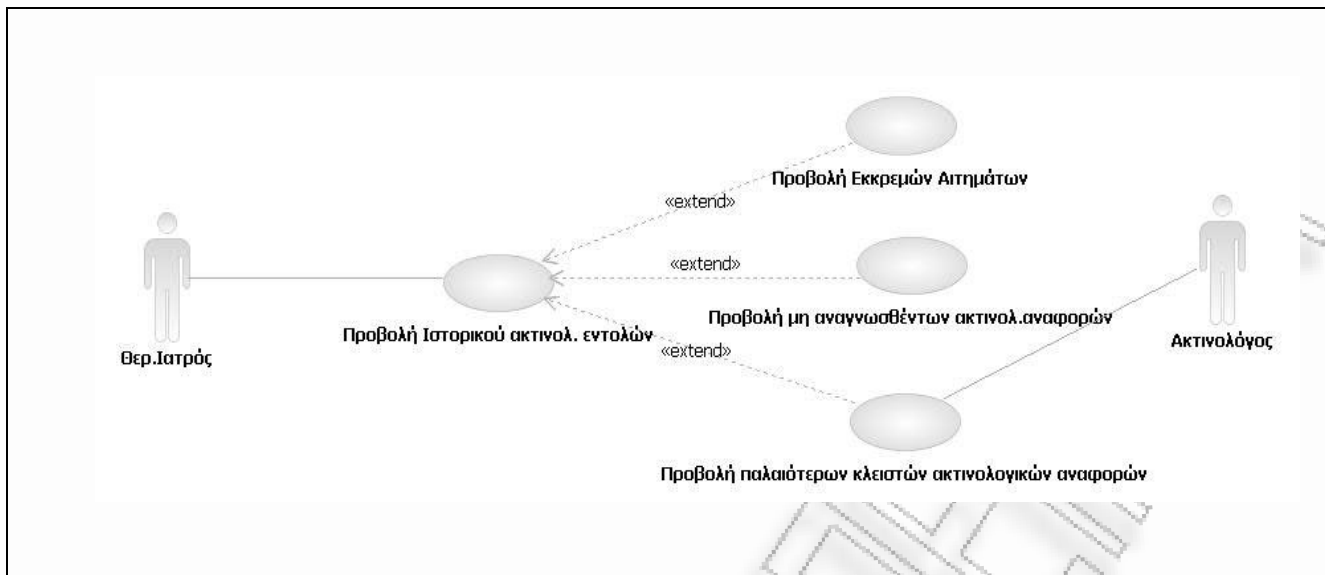 Προβολή Εκκρεμών Αιτημάτων
«extend»
«extend»
Προβολή μη αναγνωσθέντων ακτινολ.αναφορών
Προβολή Ιστορικού ακτινολ. εντολών
«extend»
Θερ.Ιατρός
Ακτινολόγος
Προβολή παλαιότερων κλειστών ακτινολογικών αναφορών